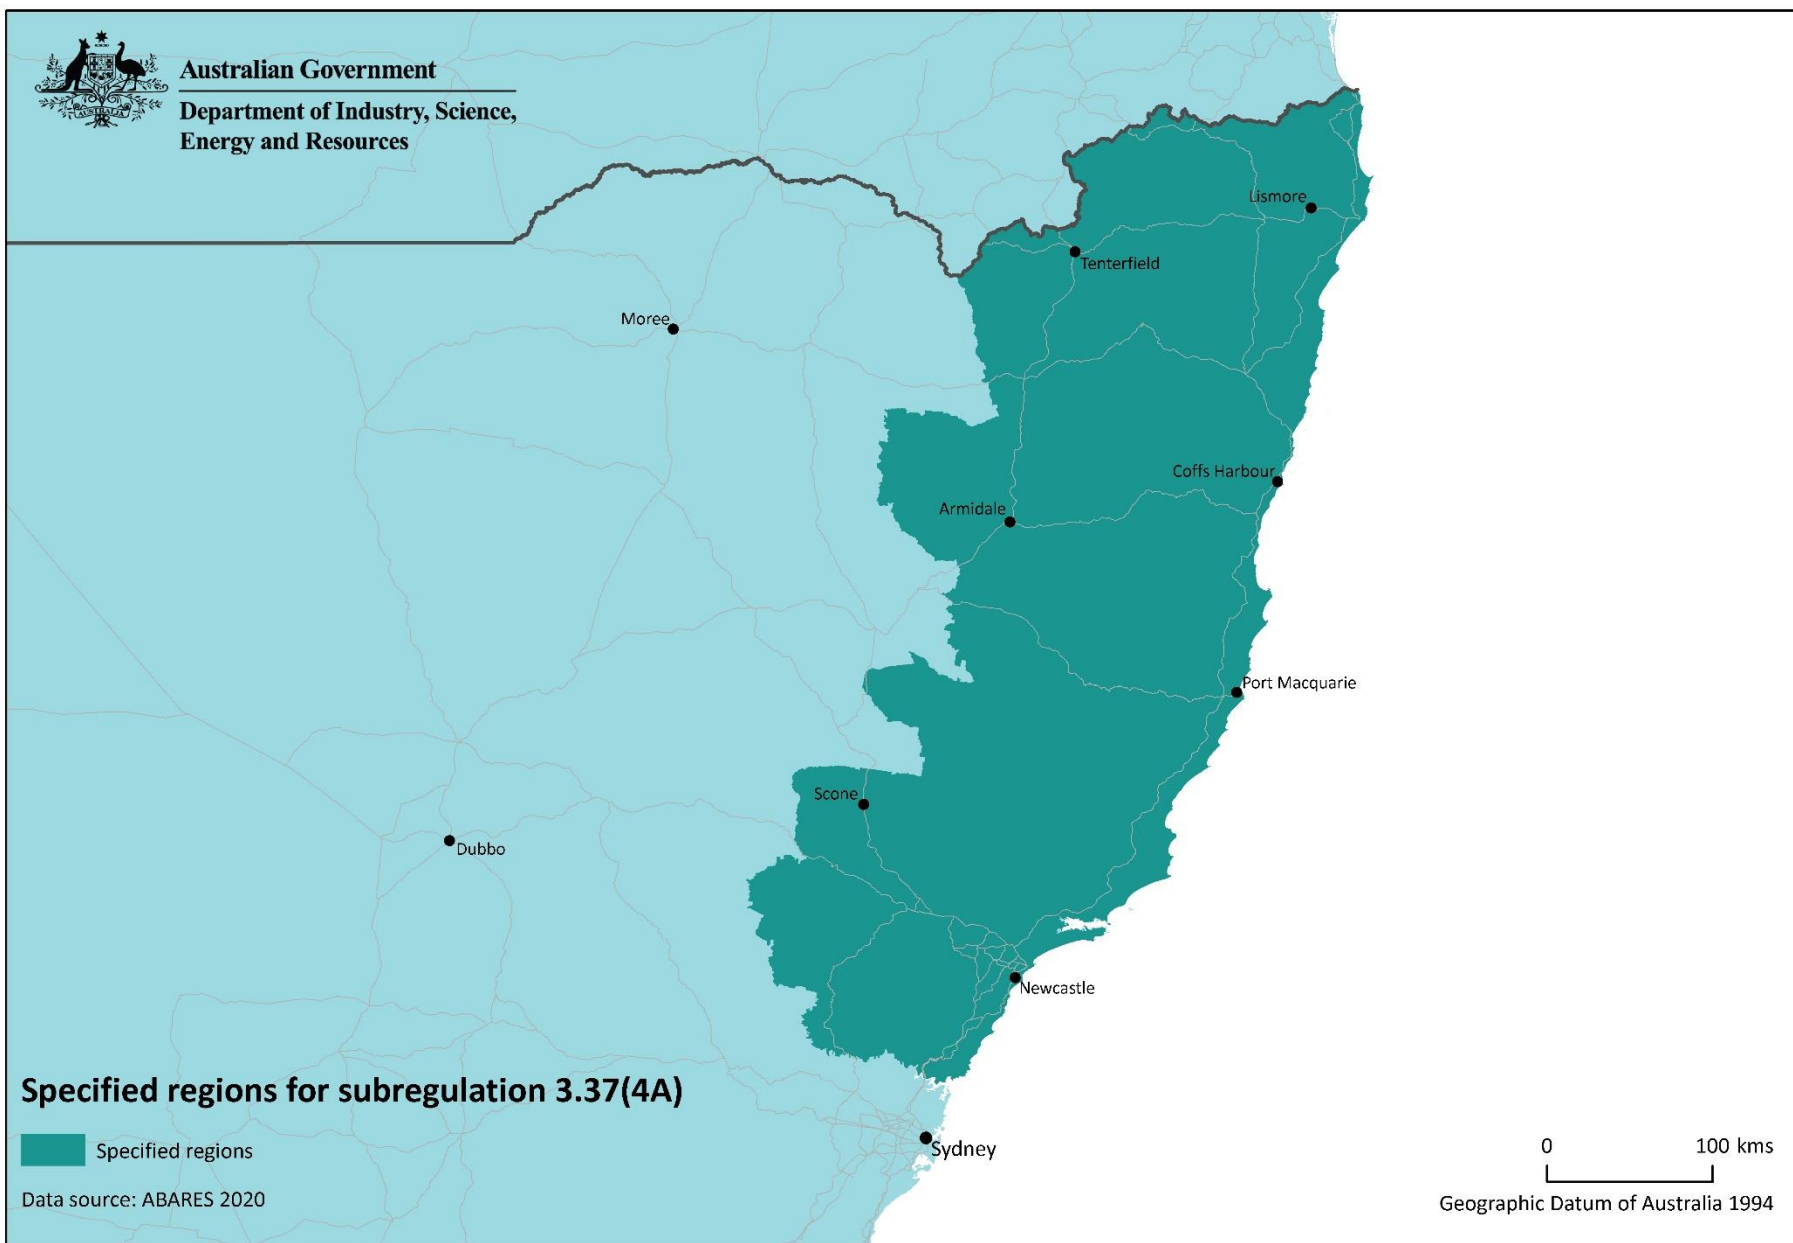 Australian Government
Department of Industry, Science,
Energy and Resources
AUSTRALIA
Lismore
Tenterfield
Moree
Coffs Harbour
Armidale
Port Macquarie
Scone
Dubbo
Newcastle
Specified regions for subregulation 3.37(4A)
Specified regions
Sydney
Data source: ABARES 2020
0 100 kms
Geographic Datum of Australia 1994